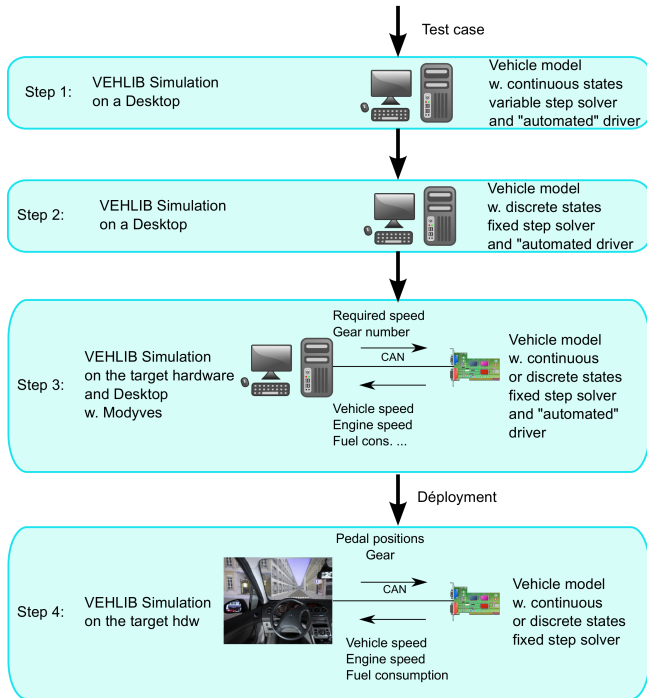 Test case
Step 1:
VEHLIB Simulation
on a Desktop
Vehicle model
w. continuous states
variable step solver
and "automated" driver
Step 2:
VEHLIB Simulation
on a Desktop
Vehicle model
w. discrete states
fixed step solver
and "automated driver
Step 3:
VEHLIB Simulation
on the target hardware
and Desktop
w. Modyves
Required speed
Gear number
CAN
Vehicle speed
Engine speed
Fuel cons. ...
Vehicle model
w. continuous
or discrete states
fixed step solver
and "automated"
driver
Déployment
Step 4:
VEHLIB Simulation
on the target hdw
Pedal positions
Gear
CAN
Vehicle speed
Engine speed
Fuel consumption
Vehicle model
w. continuous
or discrete states
fixed step solver